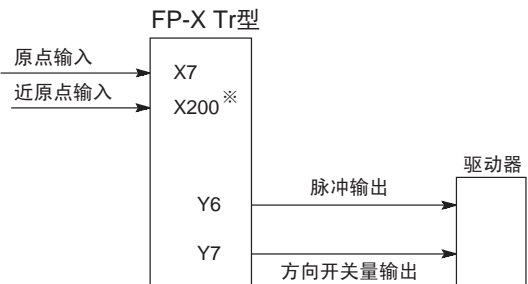 FP-X Tr型
原点输入
X7
近原点输入
X200※
驱动器
脉冲输出
Y6
Y7
方向开关量输出